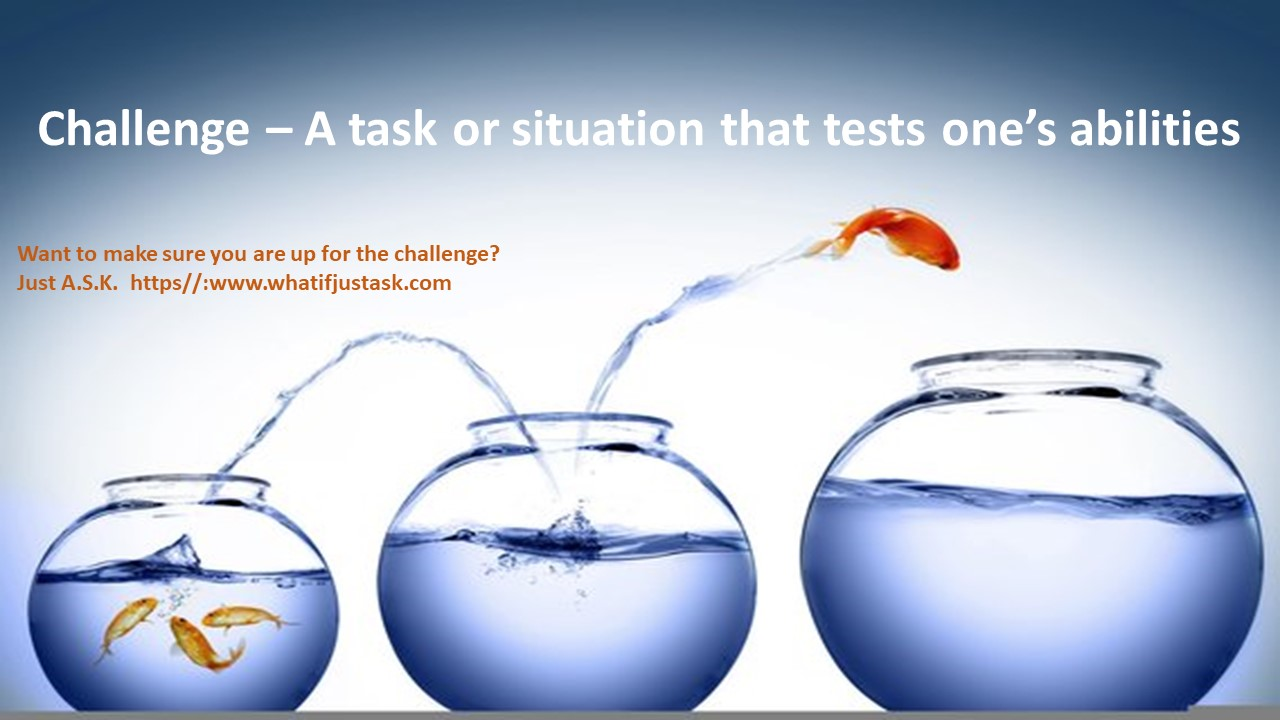 Challenge – A task or situation that tests one’s abilities
Want to make sure you are up for the challenge?
Just A.S.K.  https//:www.whatifjustask.com